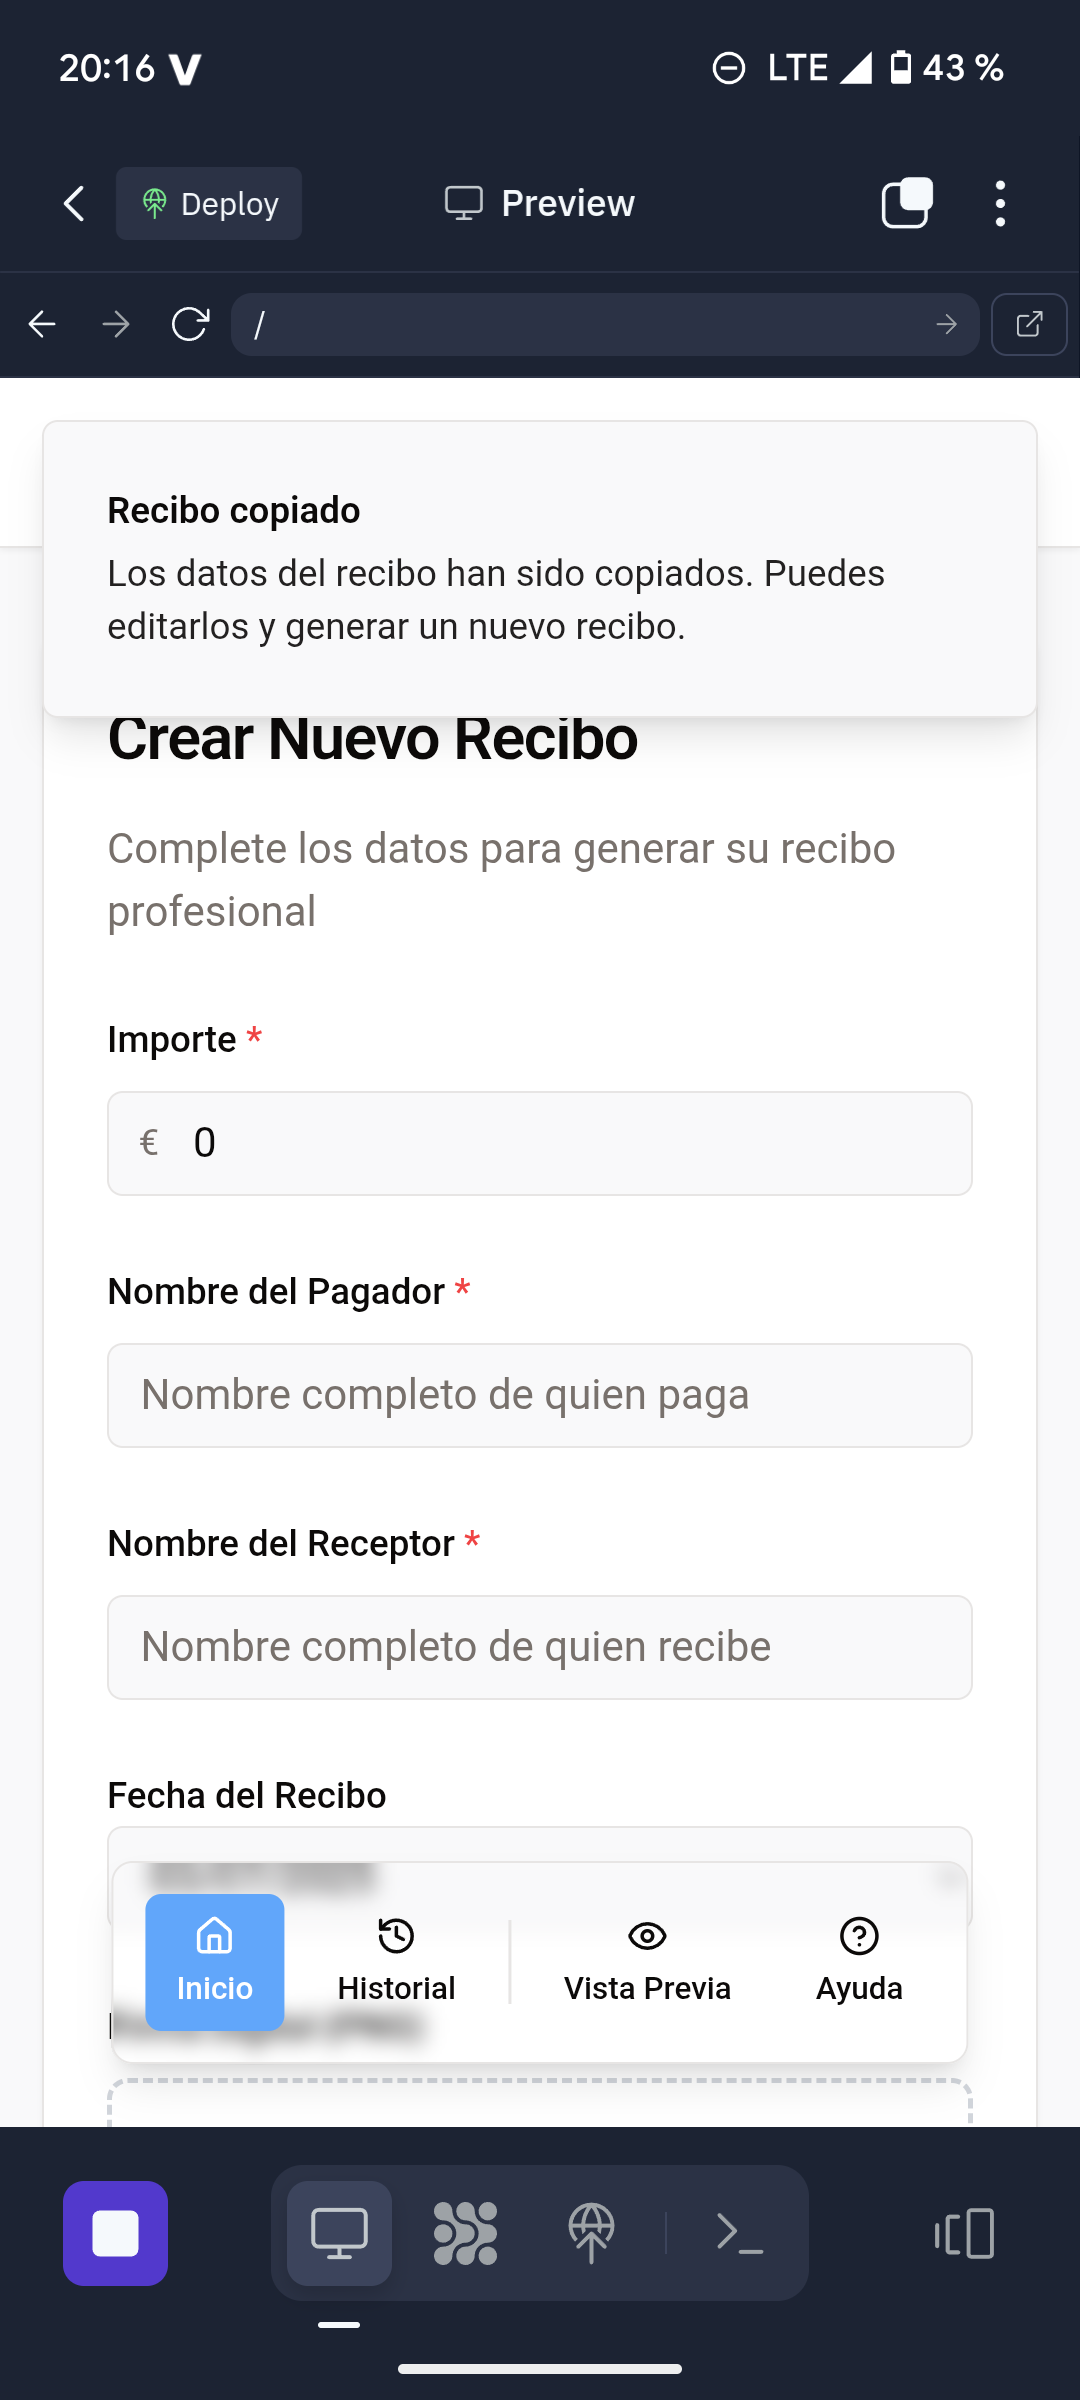 20:16 LTE 43 %
Deploy Preview
/
Recibo copiado
Los datos del recibo han sido copiados. Puedes
editarlos y generar un nuevo recibo.
Crear Nuevo Recibo
Complete los datos para generar su recibo
profesional
Importe *
€ 0
Nombre del Pagador *
Nombre completo de quien paga
Nombre del Receptor *
Nombre completo de quien recibe
Fecha del Recibo
Inicio Historial Vista Previa Ayuda